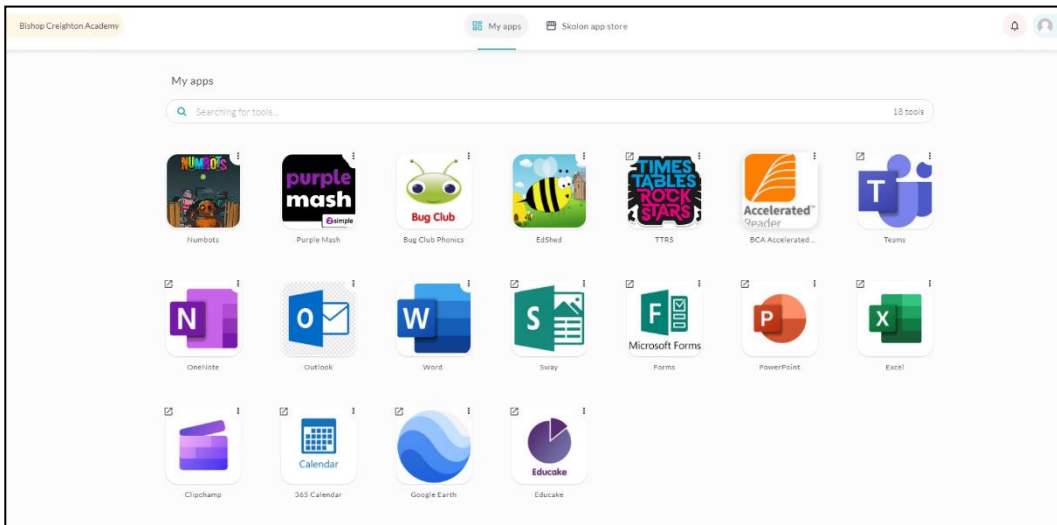 Bishop Creighton Academy
My apps
Skolon app store
My apps
Searching for tools...
18 tools
NUMBOTS
purple
mash
2simple
Bug Club
TIMES
TABLES
ROCK
STARS
Accelerated™
Reader
T
Numbots
Purple Mash
Bug Club Phonics
EdShed
TTRS
BCA Accelerated...
Teams
N
O
W
S
F
Microsoft Forms
P
X
OneNote
Outlook
Word
Sway
Forms
PowerPoint
Excel
Calendar
Educake
Clipchamp
365 Calendar
Google Earth
Educake